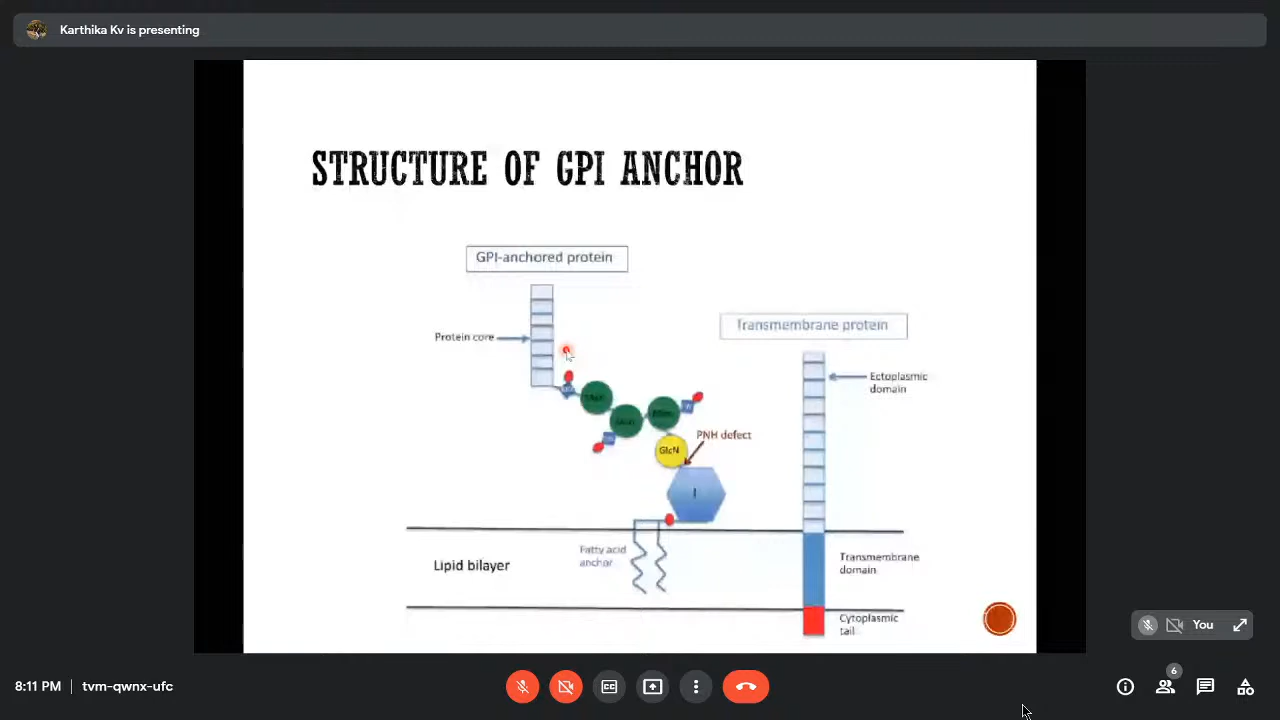 Karthika Kv is presenting
STRUCTURE OF GPI ANCHOR
GPI-anchored protein
Transmembrane protein
Protein core
Ectoplasmic
domain
PNH defect
GlcN
I
Fatty acid
anchor
Lipid bilayer
Transmembrane
domain
Cytoplasmic
tail
You
8:11 PM | tvm-qwnx-ufc
6